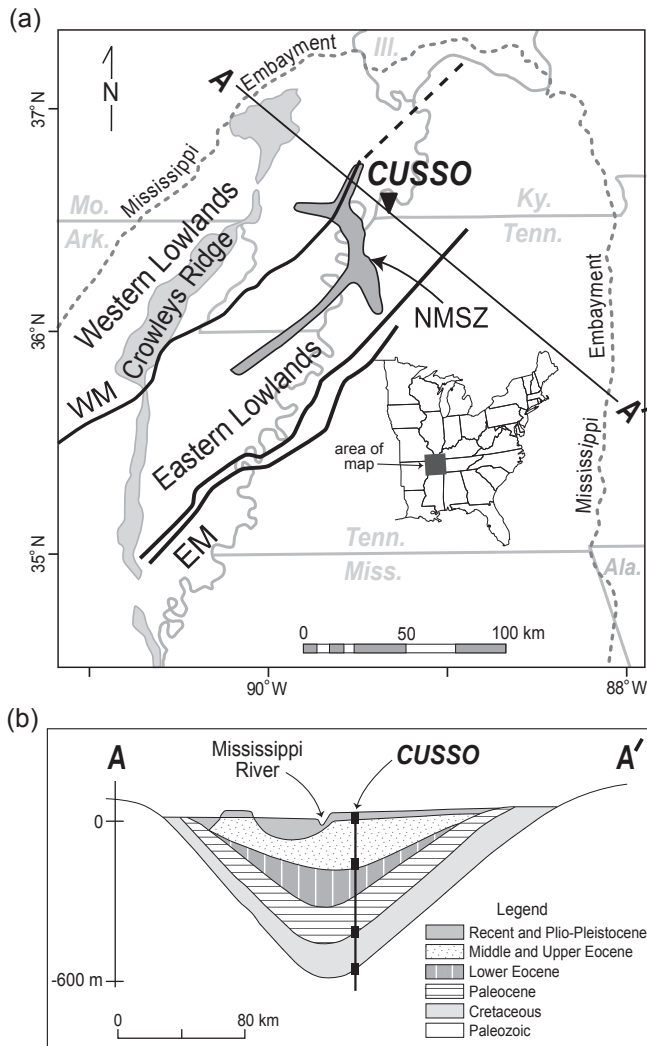 (a)
A
Embayment
Ill.
37°N
N
Mississippi
CUSSO
Mo.
Ark.
Ky.
Tenn.
Western Lowlands
Crowleys Ridge
NMSZ
36°N
WM
Eastern Lowlands
Embayment
A'
area of
map
Mississippi
EM
35°N
Tenn.
Miss.
Ala.
0 50 100 km
90°W
88°W
(b)
A
Mississippi
River
CUSSO
A'
0
-600 m
Legend
Recent and Plio-Pleistocene
Middle and Upper Eocene
Lower Eocene
Paleocene
Cretaceous
Paleozoic
0 80 km